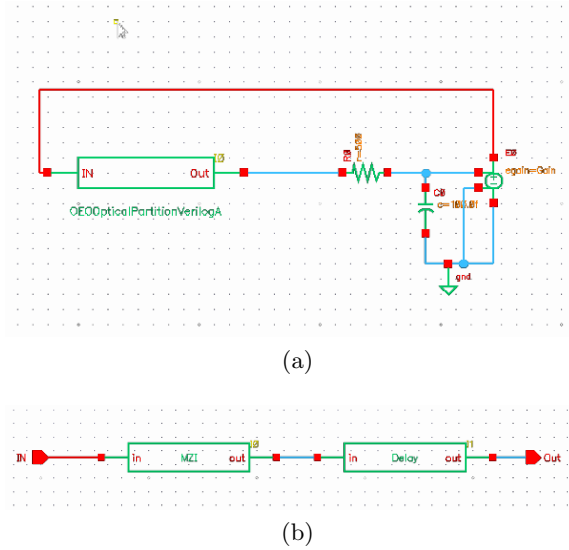 I0
R0
r=500
E0
IN
Out
egain=Gain
C0
c=100.0f
OEOOpticalPartitionVerilogA
gnd
(a)
I0
I1
IN
in
MZI
out
in
Delay
out
Out
(b)